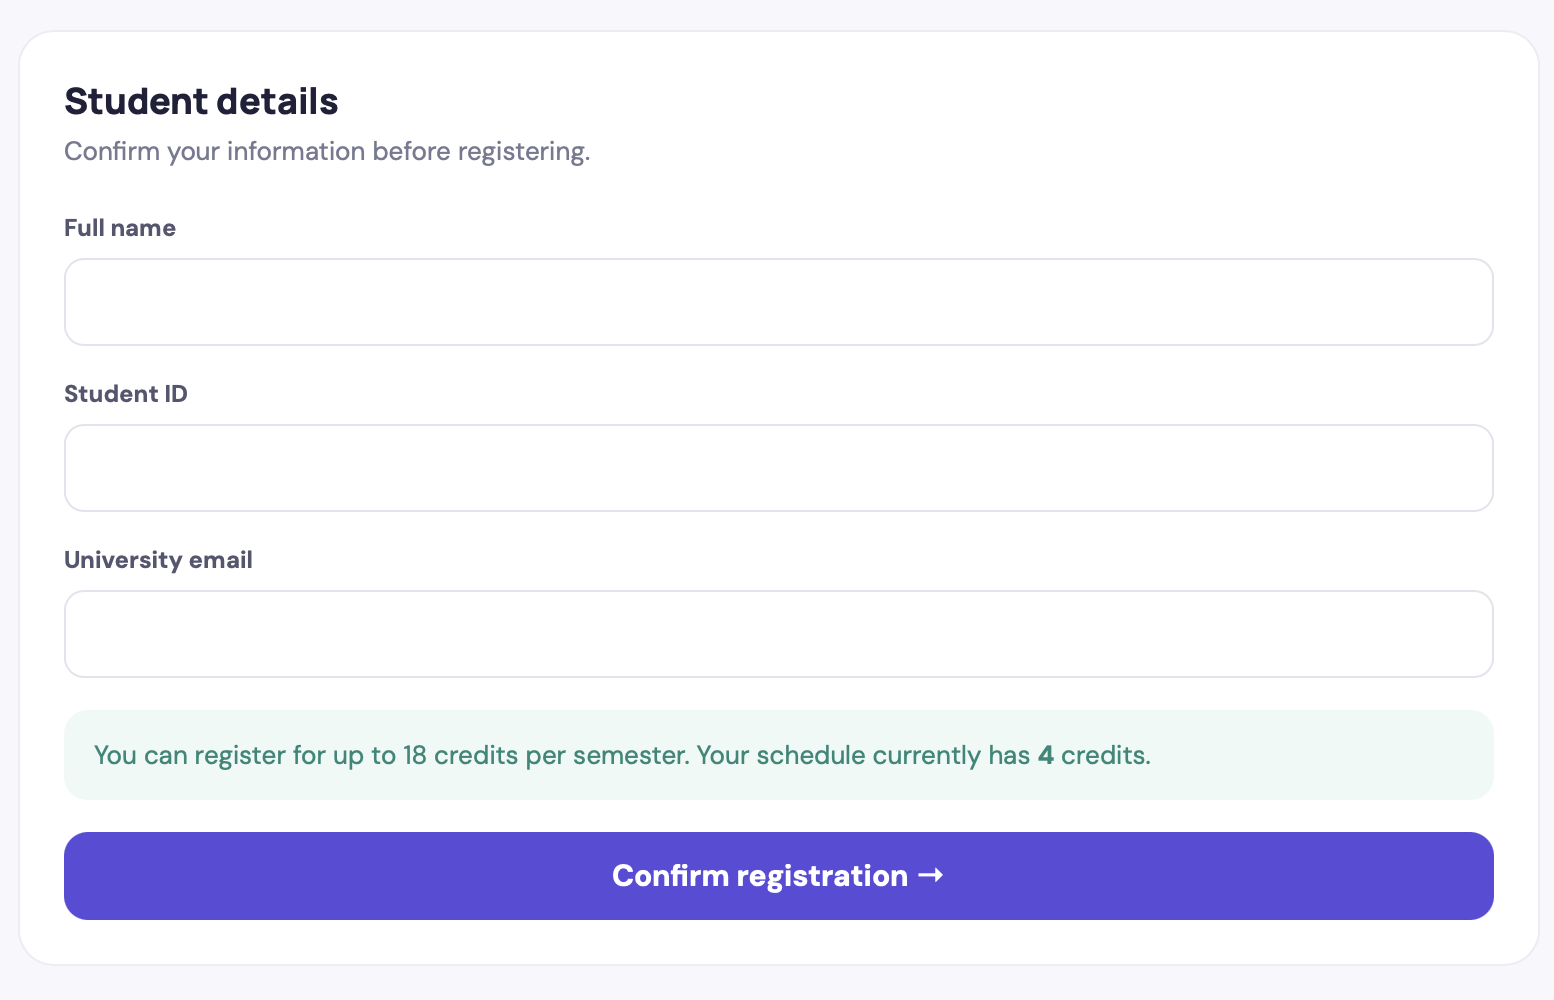 Student details
Confirm your information before registering.
Full name
Student ID
University email
You can register for up to 18 credits per semester. Your schedule currently has 4 credits.
Confirm registration →